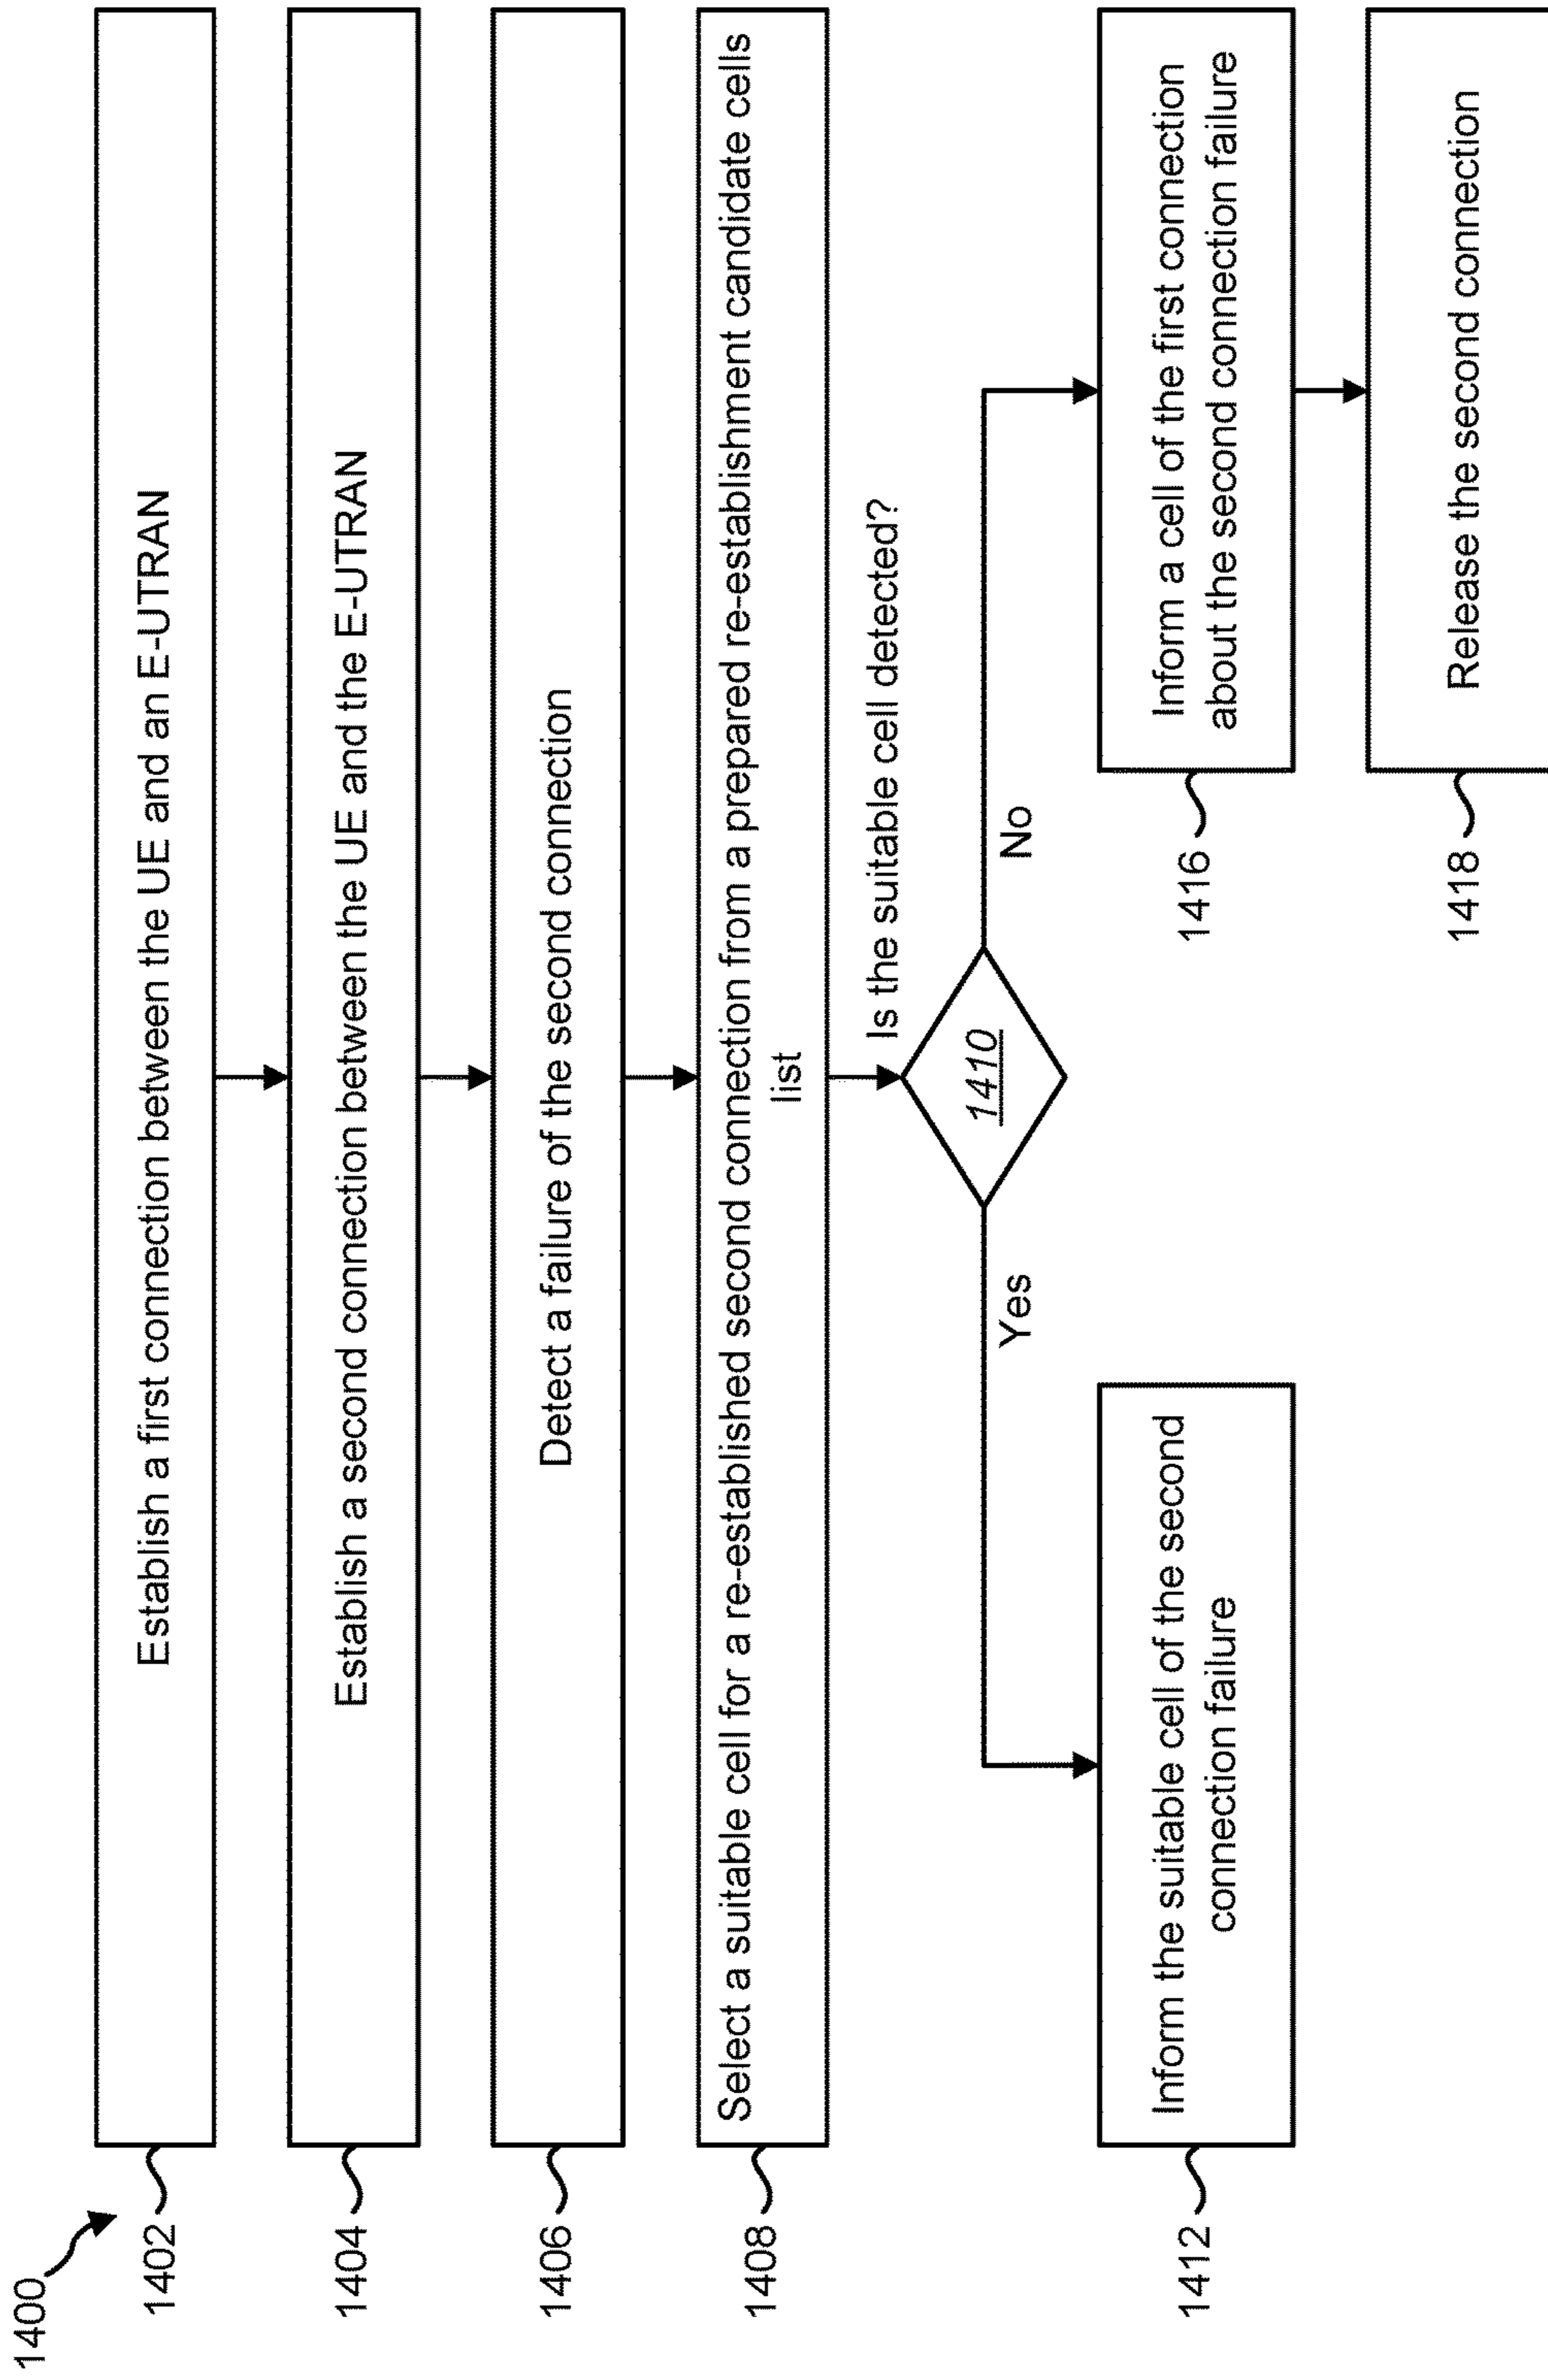 1400
1402
Establish a first connection between the UE and an E-UTRAN
1404
Establish a second connection between the UE and the E-UTRAN
1406
Detect a failure of the second connection
1408
Select a suitable cell for a re-established second connection from a prepared re-establishment candidate cells
list
Is the suitable cell detected?
1410
Yes
No
1412
Inform the suitable cell of the second
connection failure
1416
Inform a cell of the first connection
about the second connection failure
1418
Release the second connection